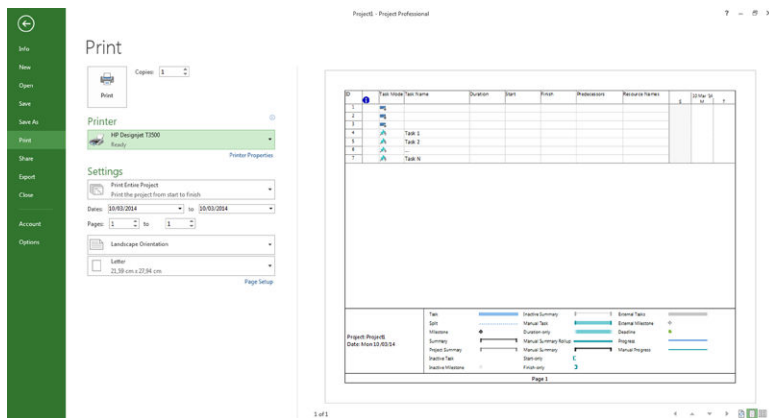 Project1 - Project Professional
Info
New
Open
Save
Save As
Print
Share
Export
Close
Account
Options
Print
Print
Copies: 1
Printer
HP Designjet T3500
Ready
Printer Properties
Settings
Print Entire Project
Print the project from start to finish
Dates: 10/03/2014 to 10/03/2014
Pages: 1 to 1
Landscape Orientation
Letter
21,59 cm x 27,94 cm
Page Setup
ID Task Mode Task Name Duration Start Finish Predecessors Resource Names
S M T
1
2
3
4 Task 1
5 Task 2
6 ...
7 Task N
Project: Project1
Date: Mon 10/03/14
Task Inactive Summary External Tasks
Split Manual Task External Milestone
Milestone Duration-only Deadline
Summary Manual Summary Rollup Progress
Project Summary Manual Summary Manual Progress
Inactive Task Start-only
Inactive Milestone Finish-only
Page 1
1 of 1